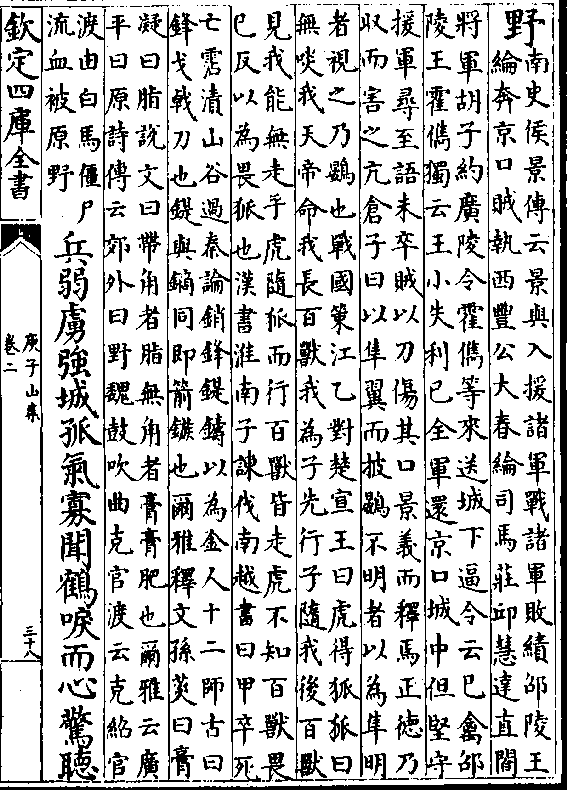 野
南史侯景傳云景與入援諸軍戰諸軍敗績邵陵王
綸奔京口賊執西豐公大春綸司馬莊邱慧達直閤
將軍胡子約廣陵令霍儁等來送城下逼令云已禽邵
陵王霍儁獨云王小失利已全軍還京口城中但堅守
援軍尋至語未卒賊以刀傷其口景義而釋焉正德乃
収而害之亢倉子曰以隼翼而披鷃不明者以為隼明
者視之乃鷃也戰國策江乙對楚宣王曰虎得狐狐曰
無啖我天帝命我長百獸我為子先行子隨我後百獸
見我能無走乎虎隨狐而行百獸皆走虎不知百獸畏
已反以為畏狐也漢書淮南子諌伐南越書曰甲卒死
亡霑漬山谷過秦論銷鋒鍉鑄以為金人十二師古曰
鋒戈戟刀也鍉與鏑同即箭鏃也爾雅釋文孫炎曰膏
凝曰脂說文曰帶角者脂無角者膏膏肥也爾雅云廣
平曰原詩傳云郊外曰野魏鼓吹曲克官渡云克紹官
渡由白馬僵尸
流血被原野
兵弱虜強城孤氣寡聞鶴唳而心驚聽
欽定四庫全書
庾子山集
卷二
三十八